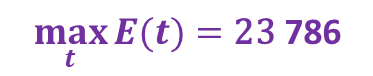 max E(t) = 23 786
t